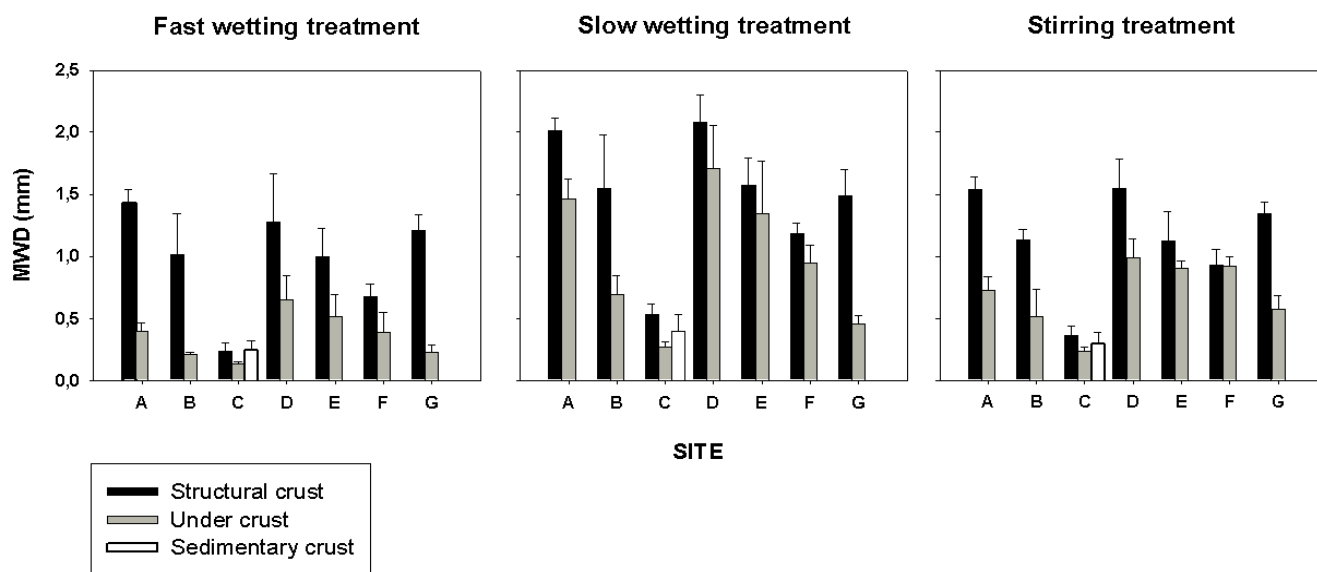 Fast wetting treatment
Slow wetting treatment
Stirring treatment
MWD (mm)
2,5
2,0
1,5
1,0
0,5
0,0
A B C D E F G
A B C D E F G
A B C D E F G
SITE
Structural crust
Under crust
Sedimentary crust